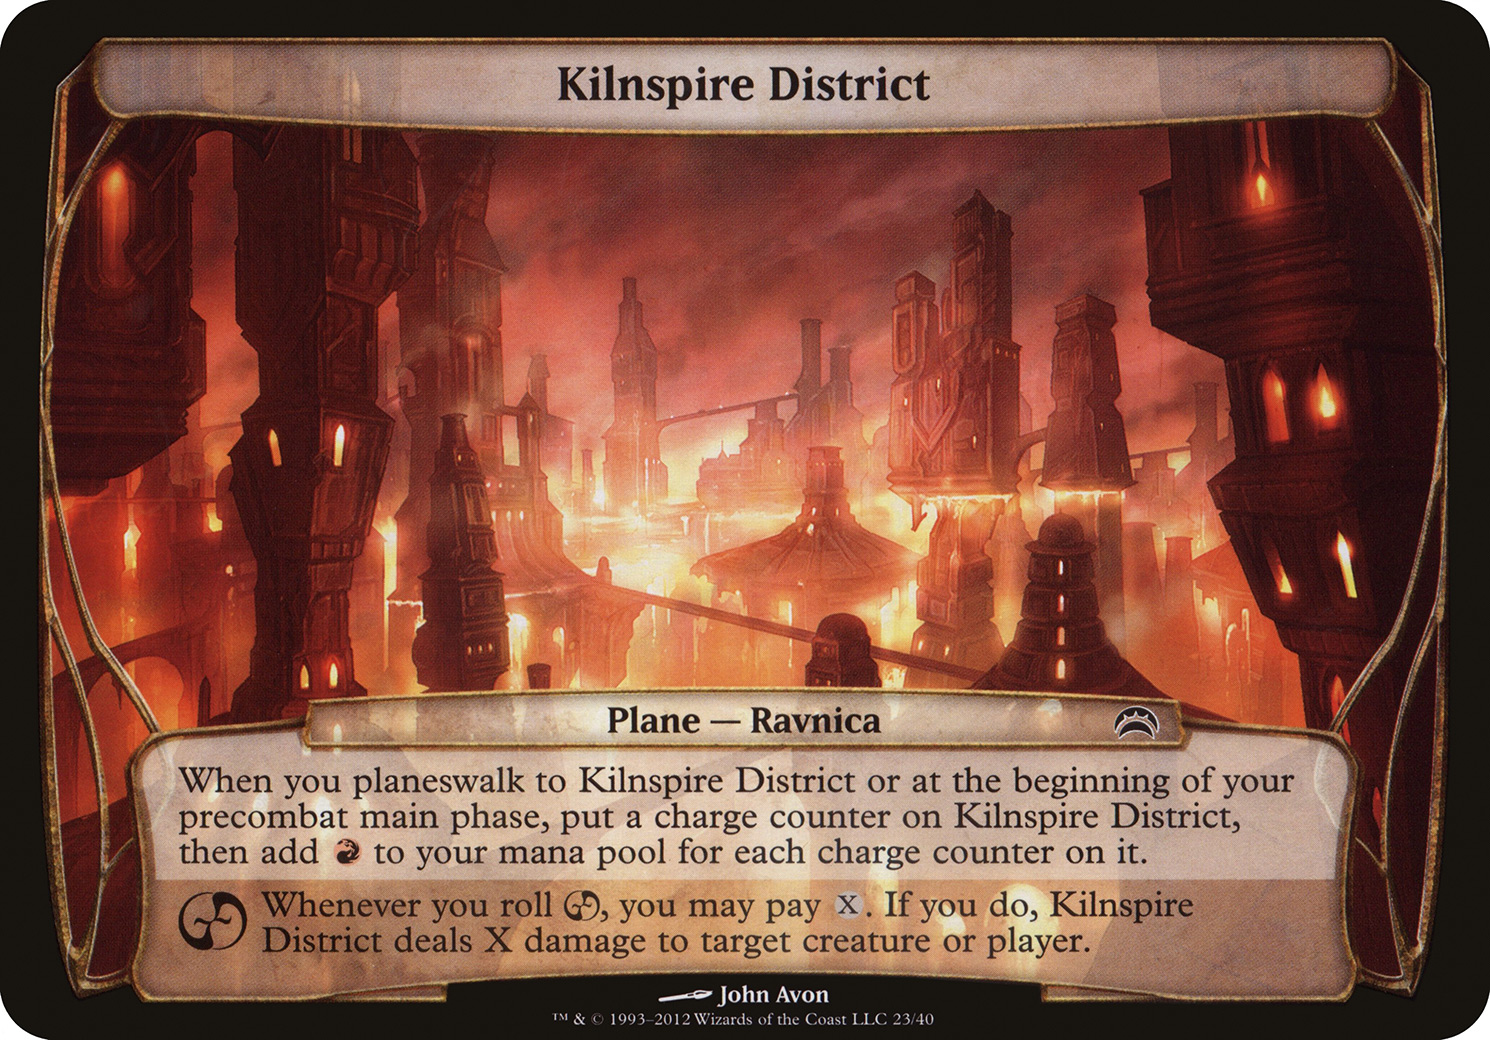 Kilnspire District
Plane — Ravnica
When you planeswalk to Kilnspire District or at the beginning of your
precombat main phase, put a charge counter on Kilnspire District,
then add to your mana pool for each charge counter on it.
Whenever you roll , you may pay X. If you do, Kilnspire
District deals X damage to target creature or player.
John Avon
™ & © 1993–2012 Wizards of the Coast LLC 23/40